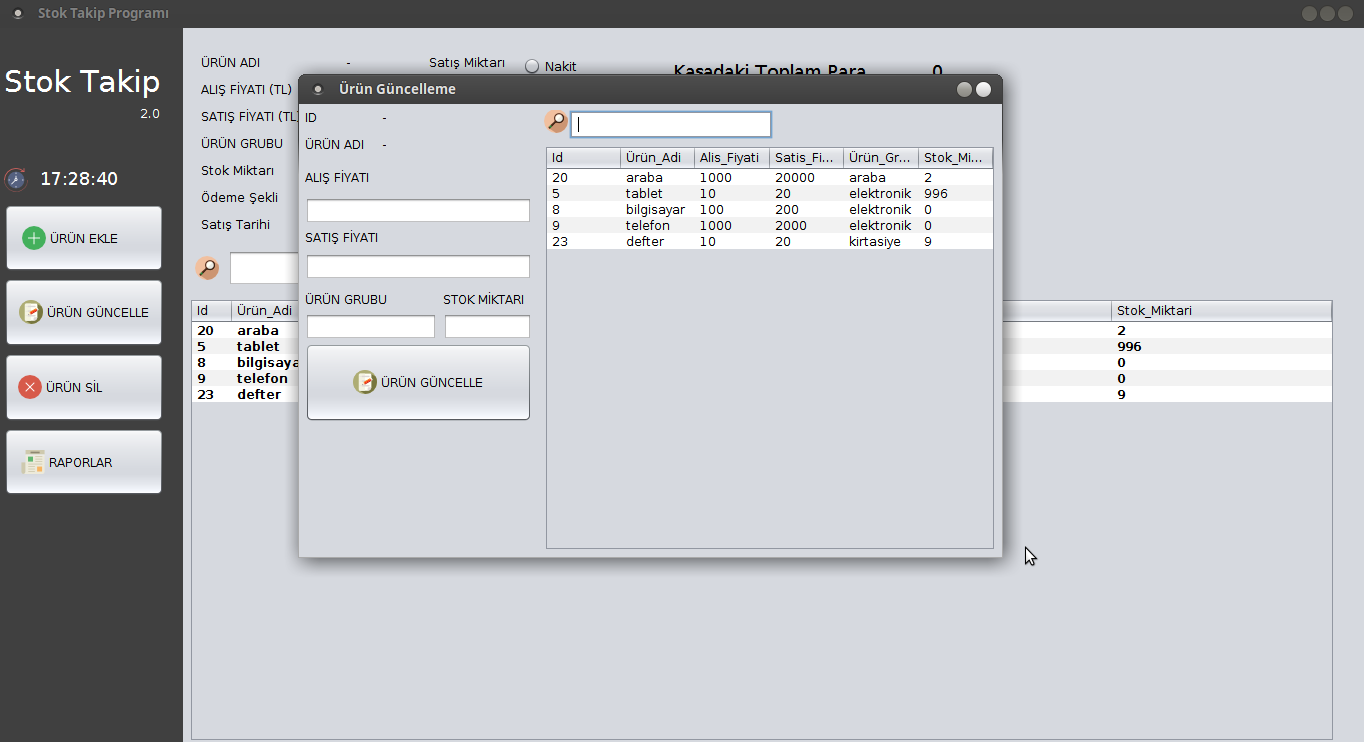 Stok Takip Programı
Stok Takip
2.0
17:28:40
ÜRÜN EKLE
ÜRÜN GÜNCELLE
ÜRÜN SİL
RAPORLAR
ÜRÜN ADI - Satış Miktarı Nakit
Kasadaki Toplam Para 0
ALIŞ FİYATI (TL)
SATIŞ FİYATI (TL
ÜRÜN GRUBU
Stok Miktarı
Ödeme Şekli
Satış Tarihi
Id Ürün_Adi Stok_Miktari
20 araba 2
5 tablet 996
8 bilgisaya 0
9 telefon 0
23 defter 9
Ürün Güncelleme
ID -
ÜRÜN ADI -
ALIŞ FİYATI
SATIŞ FİYATI
ÜRÜN GRUBU STOK MİKTARI
ÜRÜN GÜNCELLE
Id Ürün_Adi Alis_Fiyati Satis_Fi... Ürün_Gr... Stok_Mi...
20 araba 1000 20000 araba 2
5 tablet 10 20 elektronik 996
8 bilgisayar 100 200 elektronik 0
9 telefon 1000 2000 elektronik 0
23 defter 10 20 kirtasiye 9